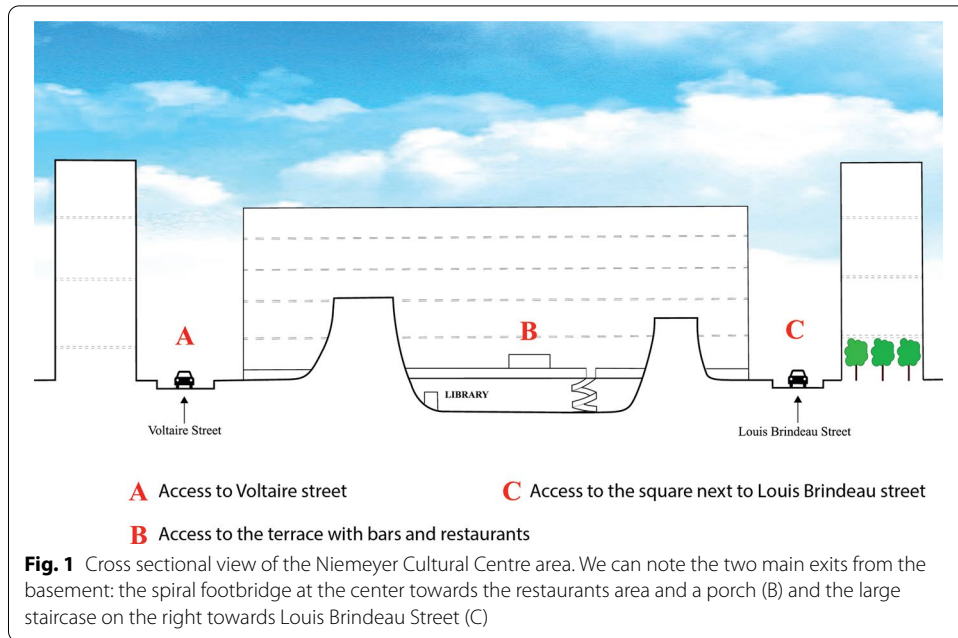 A
B
C
LIBRARY
Voltaire Street
Louis Brindeau Street
A Access to Voltaire street
C Access to the square next to Louis Brindeau street
B Access to the terrace with bars and restaurants
Fig. 1 Cross sectional view of the Niemeyer Cultural Centre area. We can note the two main exits from the
basement: the spiral footbridge at the center towards the restaurants area and a porch (B) and the large
staircase on the right towards Louis Brindeau Street (C)